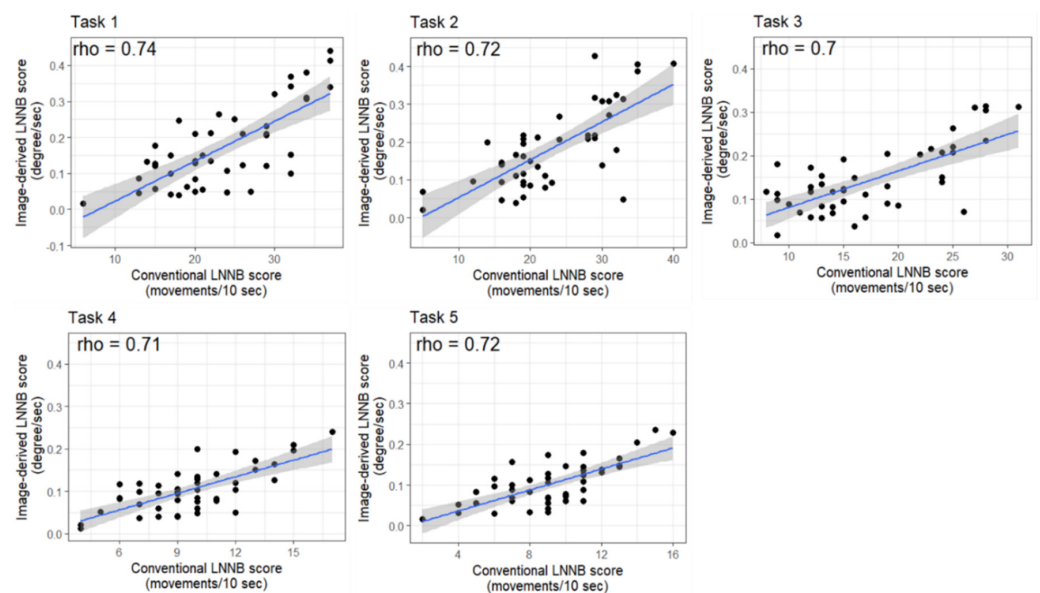 Task 1
rho = 0.74
Image-derived LNNB score
(degree/sec)
0.4
0.3
0.2
0.1
0.0
-0.1
10
20
30
Conventional LNNB score
(movements/10 sec)
Task 2
rho = 0.72
Image-derived LNNB score
(degree/sec)
0.4
0.3
0.2
0.1
0.0
10
20
30
40
Conventional LNNB score
(movements/10 sec)
Task 3
rho = 0.7
Image-derived LNNB score
(degree/sec)
0.4
0.3
0.2
0.1
0.0
10
15
20
25
30
Conventional LNNB score
(movements/10 sec)
Task 4
rho = 0.71
Image-derived LNNB score
(degree/sec)
0.4
0.3
0.2
0.1
0.0
6
9
12
15
Conventional LNNB score
(movements/10 sec)
Task 5
rho = 0.72
Image-derived LNNB score
(degree/sec)
0.4
0.3
0.2
0.1
0.0
4
8
12
16
Conventional LNNB score
(movements/10 sec)